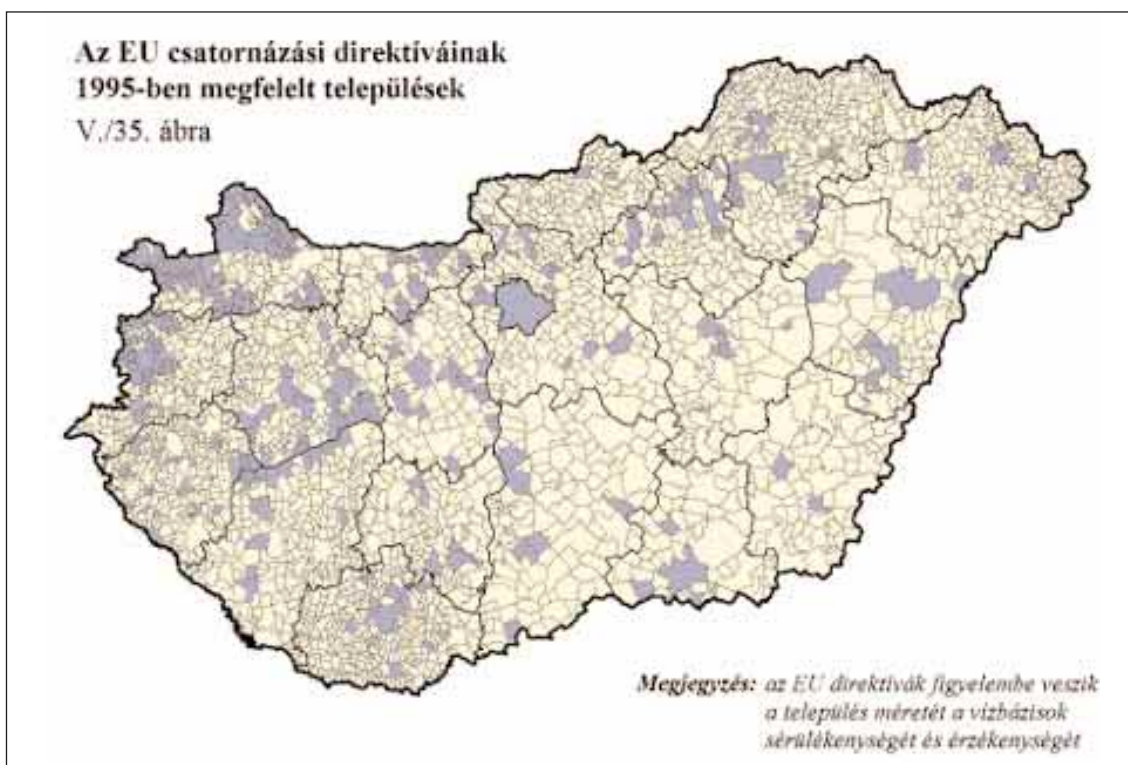 Az EU csatornázási direktíváinak
1995-ben megfelelt települések
V./35. ábra
Megjegyzés: az EU direktívák figyelembe veszik
a település méretét a vízbázisok
sérülékenységét és érzékenységét